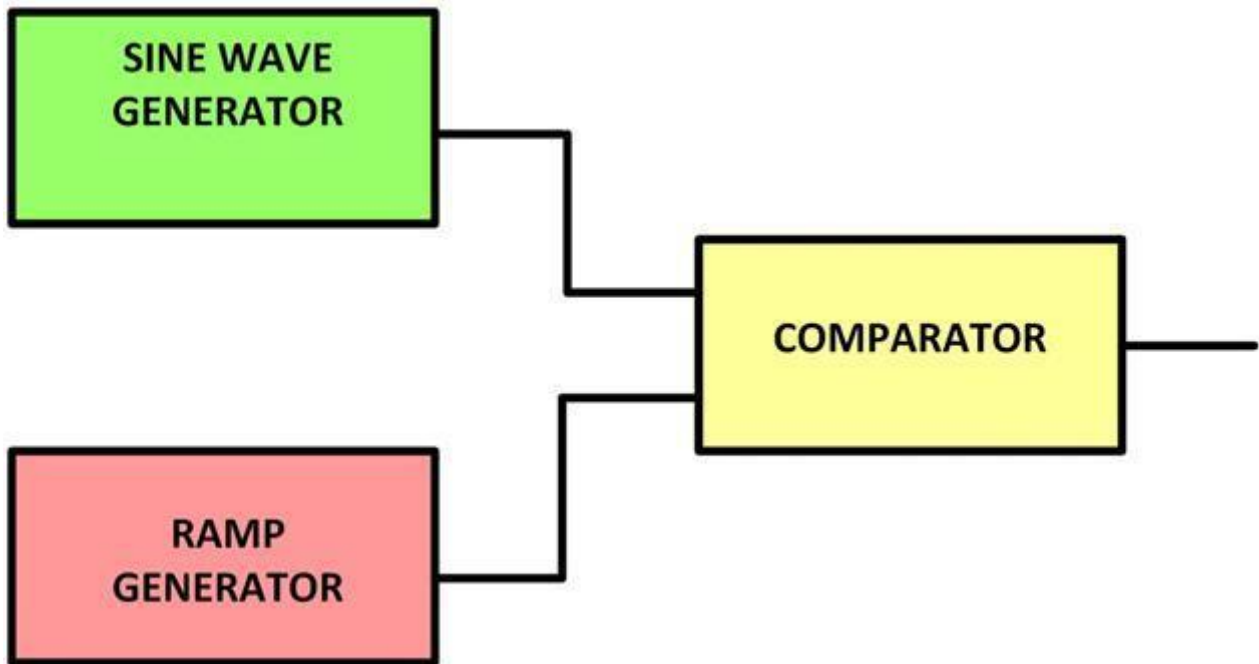 SINE WAVE
GENERATOR
COMPARATOR
RAMP
GENERATOR